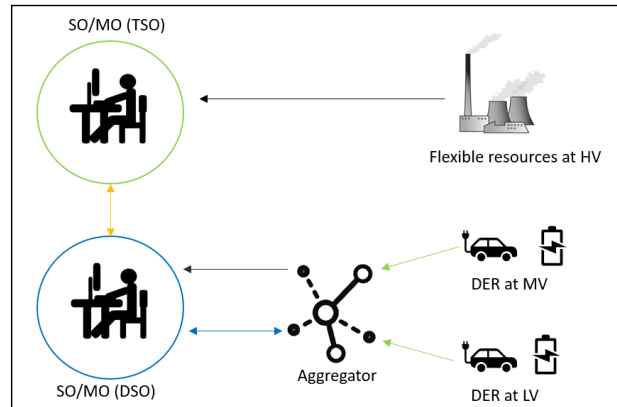 SO/MO (TSO)
Flexible resources at HV
DER at MV
Aggregator
SO/MO (DSO)
DER at LV